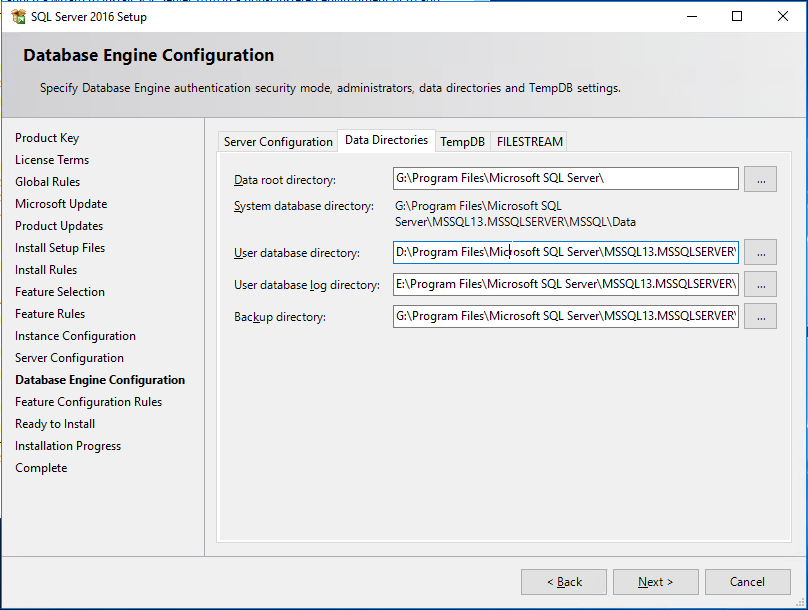 SQL Server 2016 Setup
Database Engine Configuration
Specify Database Engine authentication security mode, administrators, data directories and TempDB settings.
Product Key
License Terms
Global Rules
Microsoft Update
Product Updates
Install Setup Files
Install Rules
Feature Selection
Feature Rules
Instance Configuration
Server Configuration
Database Engine Configuration
Feature Configuration Rules
Ready to Install
Installation Progress
Complete
Server Configuration Data Directories TempDB FILESTREAM
Data root directory: G:\Program Files\Microsoft SQL Server\ ...
System database directory: G:\Program Files\Microsoft SQL
Server\MSSQL13.MSSQLSERVER\MSSQL\Data
User database directory: D:\Program Files\Microsoft SQL Server\MSSQL13.MSSQLSERVER\ ...
User database log directory: E:\Program Files\Microsoft SQL Server\MSSQL13.MSSQLSERVER\ ...
Backup directory: G:\Program Files\Microsoft SQL Server\MSSQL13.MSSQLSERVER\ ...
< Back Next > Cancel